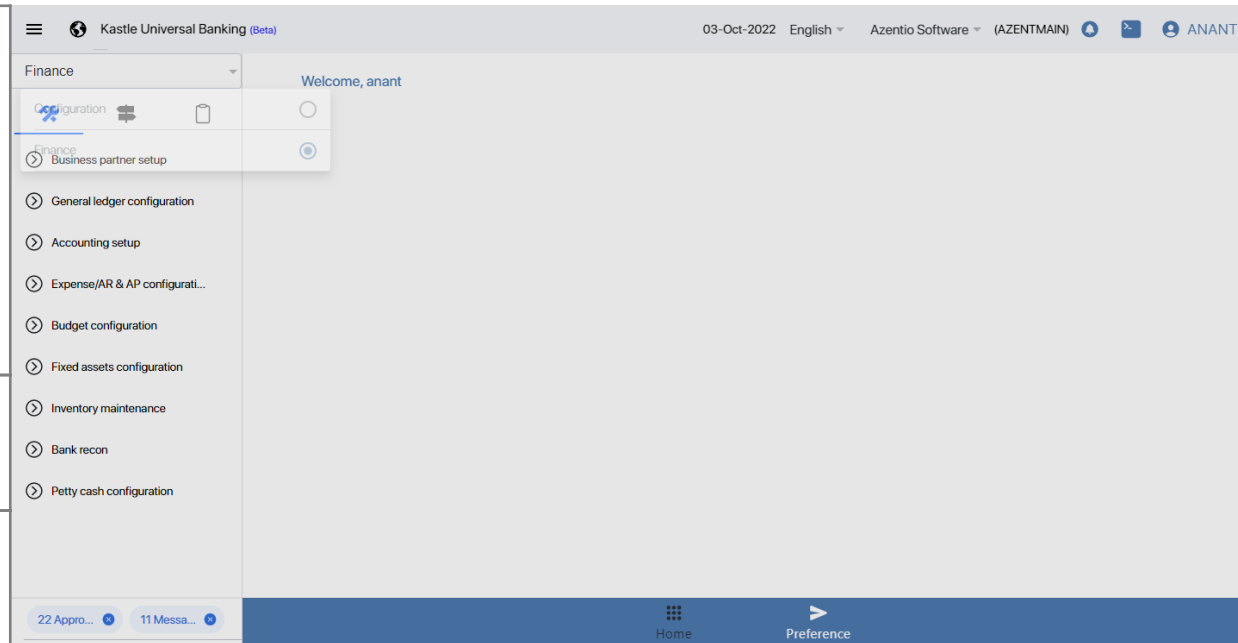 Kastle Universal Banking (Beta) 03-Oct-2022 English Azentio Software (AZENTMAIN) ANANT
Finance
Welcome, anant
Configuration
Finance
Business partner setup
General ledger configuration
Accounting setup
Expense/AR & AP configurati...
Budget configuration
Fixed assets configuration
Inventory maintenance
Bank recon
Petty cash configuration
22 Appro... 11 Messa...
Home Preference